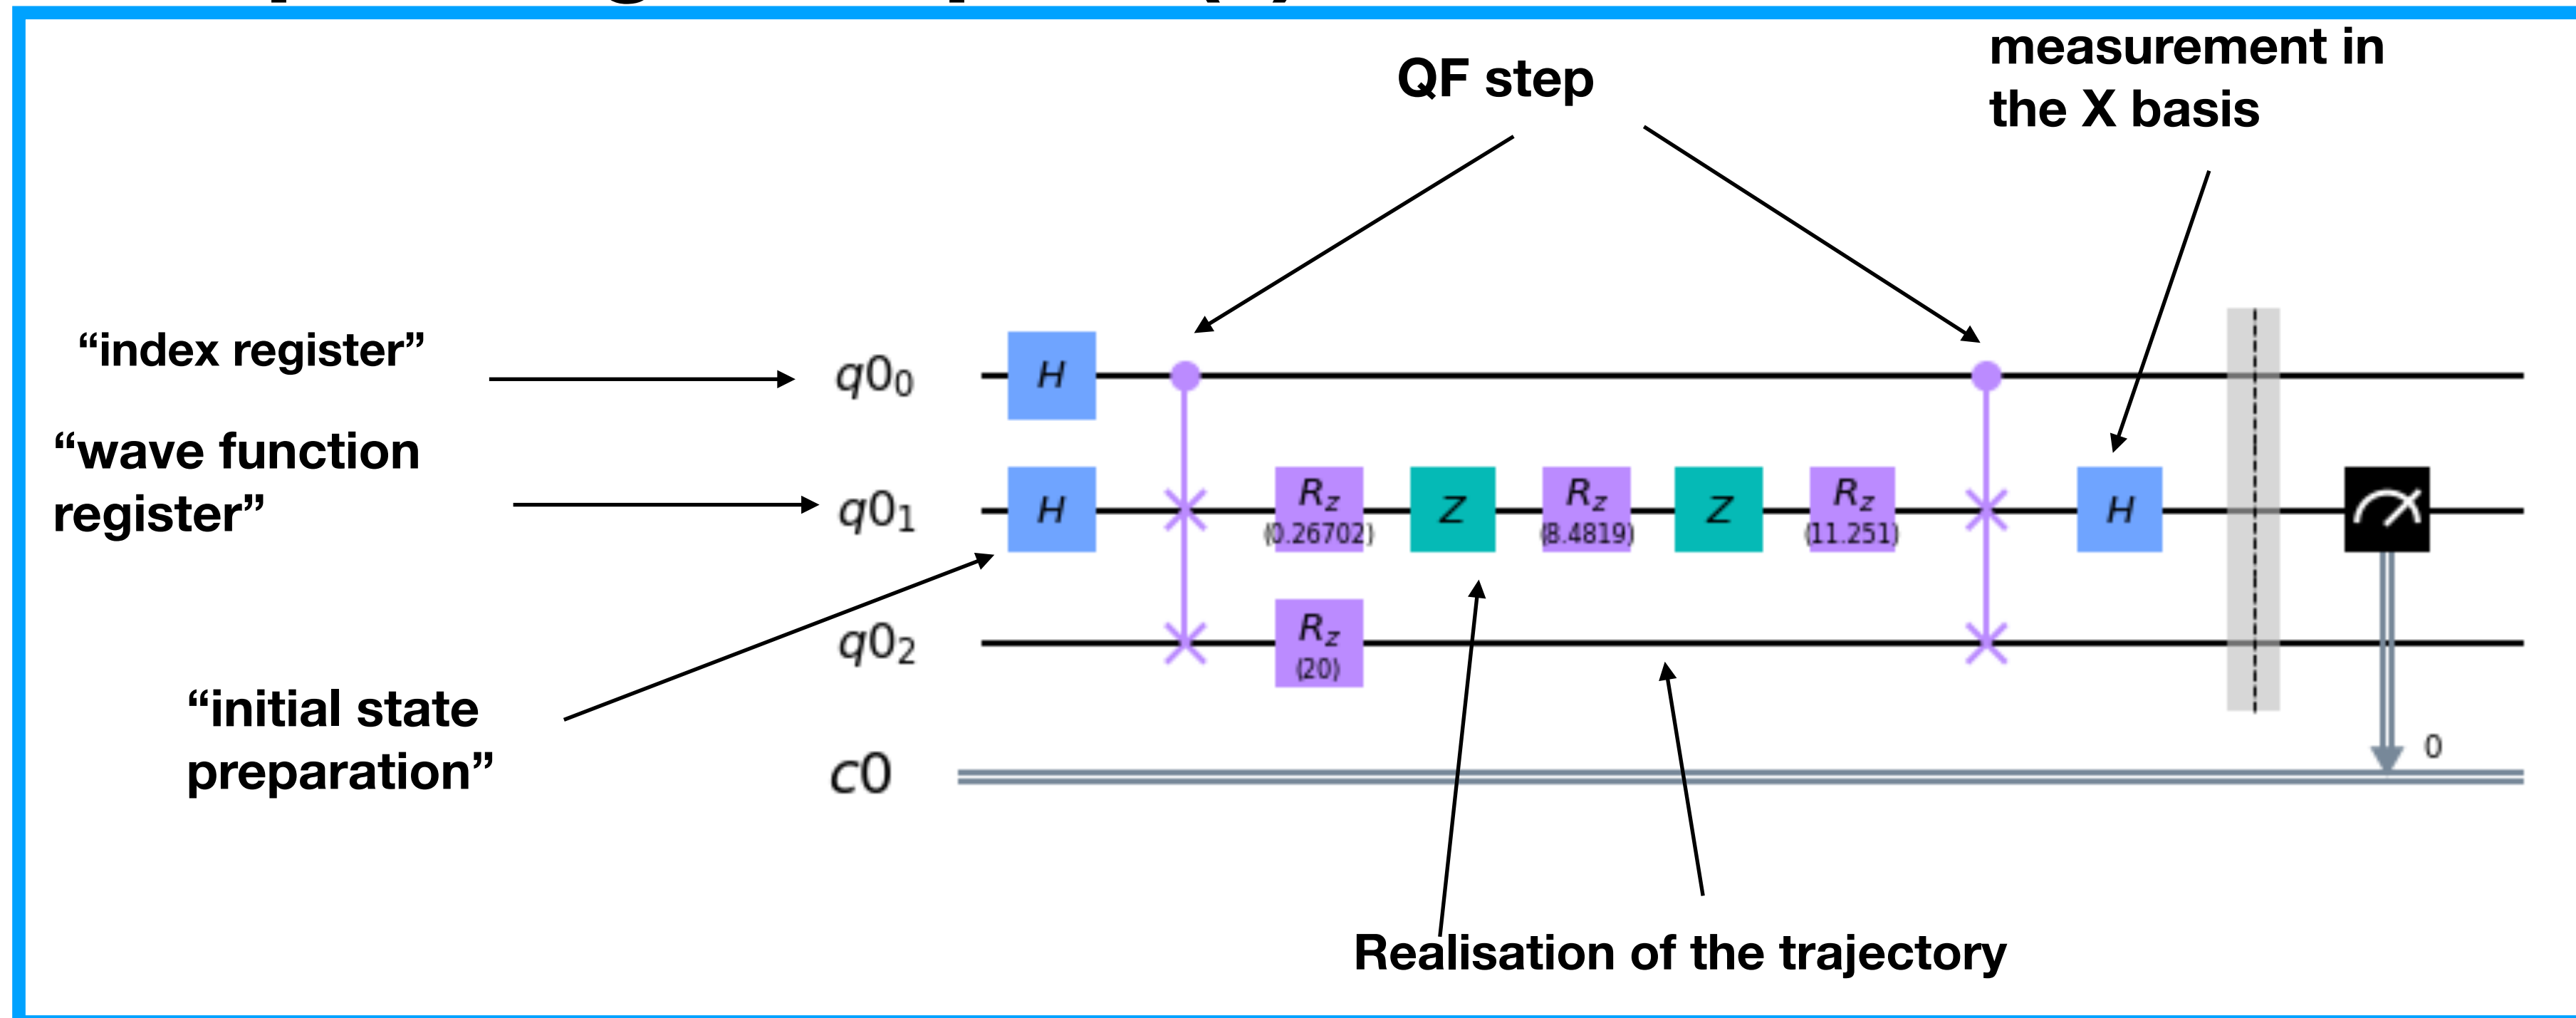 QF step
measurement in
the X basis
“index register”
q0₀
H
“wave function
register”
q0₁
H
R_z
(0.26702)
Z
R_z
(8.4819)
Z
R_z
(11.251)
H
q0₂
R_z
(20)
“initial state
preparation”
c0
0
Realisation of the trajectory